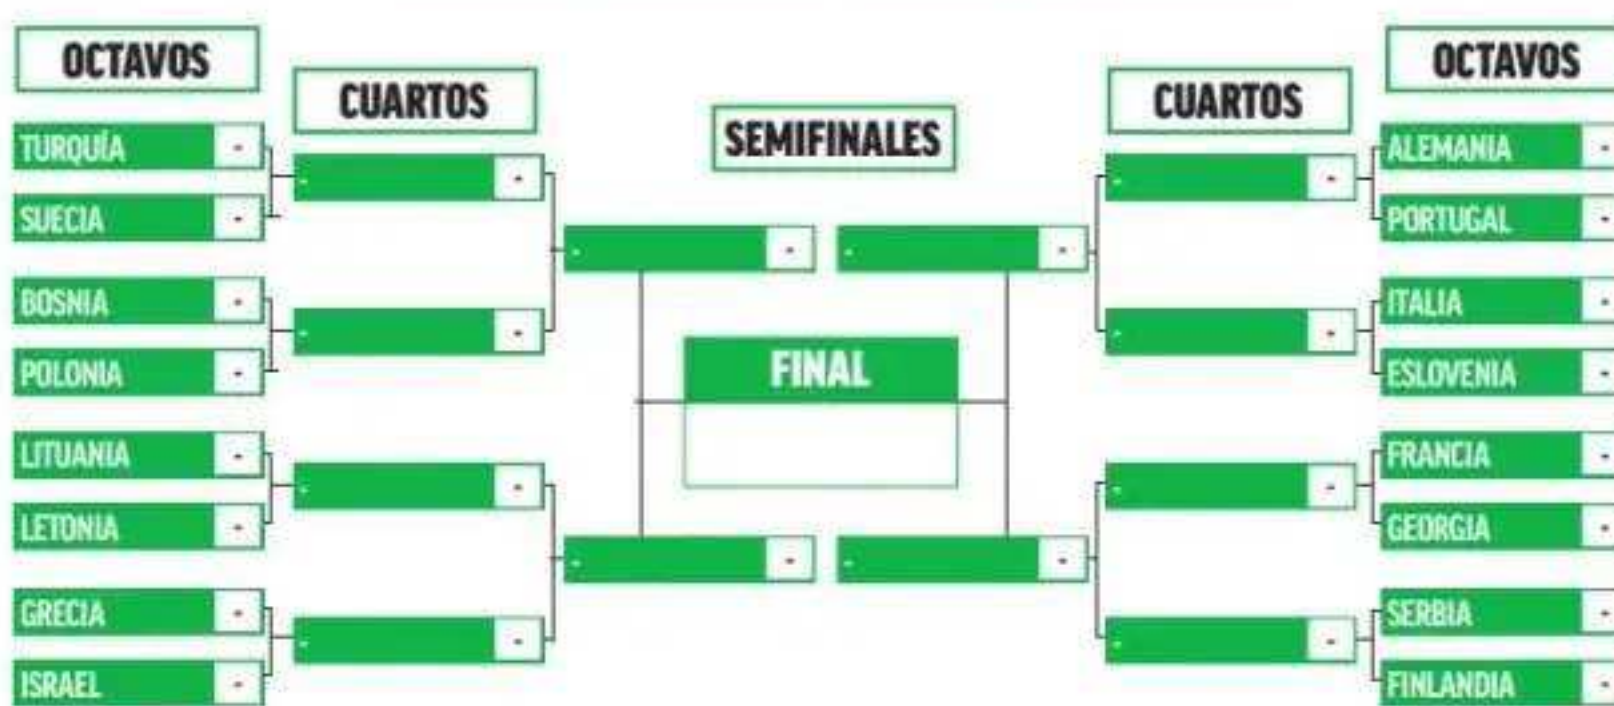 OCTAVOS
CUARTOS
SEMIFINALES
CUARTOS
OCTAVOS
TURQUÍA -
SUECIA -
BOSNIA -
POLONIA -
LITUANIA -
LETONIA -
GRECIA -
ISRAEL -
- -
- -
- -
- -
- -
- -
FINAL
- -
- -
- -
- -
- -
- -
ALEMANIA -
PORTUGAL -
ITALIA -
ESLOVENIA -
FRANCIA -
GEORGIA -
SERBIA -
FINLANDIA -